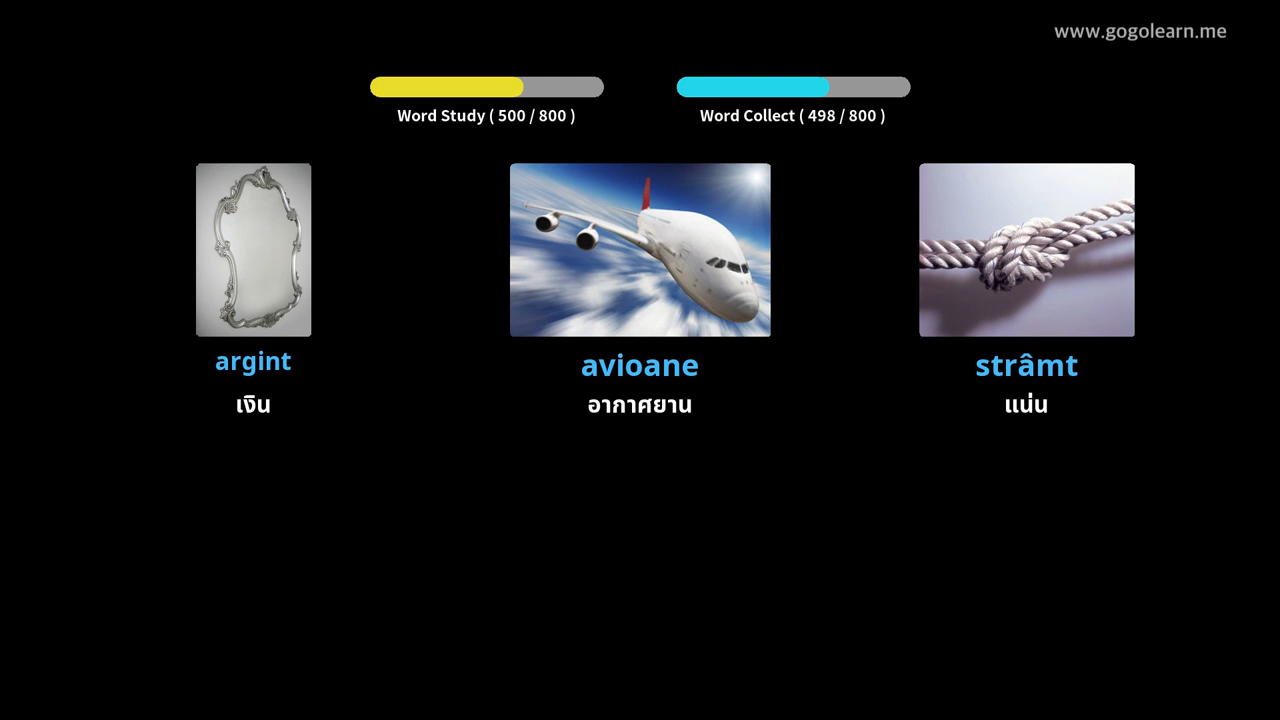 www.gogolearn.me
Word Study ( 500 / 800 )
Word Collect ( 498 / 800 )
argint
avioane
strâmt
เงิน
อากาศยาน
แน่น